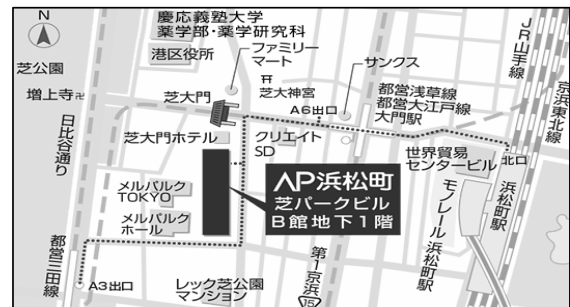 N
慶応義塾大学
薬学部・薬学研究科
港区役所
ファミリー
マート
サンクス
JR山手線
京浜東北線
芝公園
増上寺卍
芝大門
芝大神宮
A6出口
都営浅草線
都営大江戸線
大門駅
日比谷通り
芝大門ホテル
クリエイト
SD
世界貿易
センタービル
北口
AP浜松町
芝パークビル
B館地下1階
メルパルク
TOKYO
メルパルク
ホール
モノレール浜松町駅
浜松町駅
都営三田線
A3出口
レック芝公園
マンション
第1京浜
15